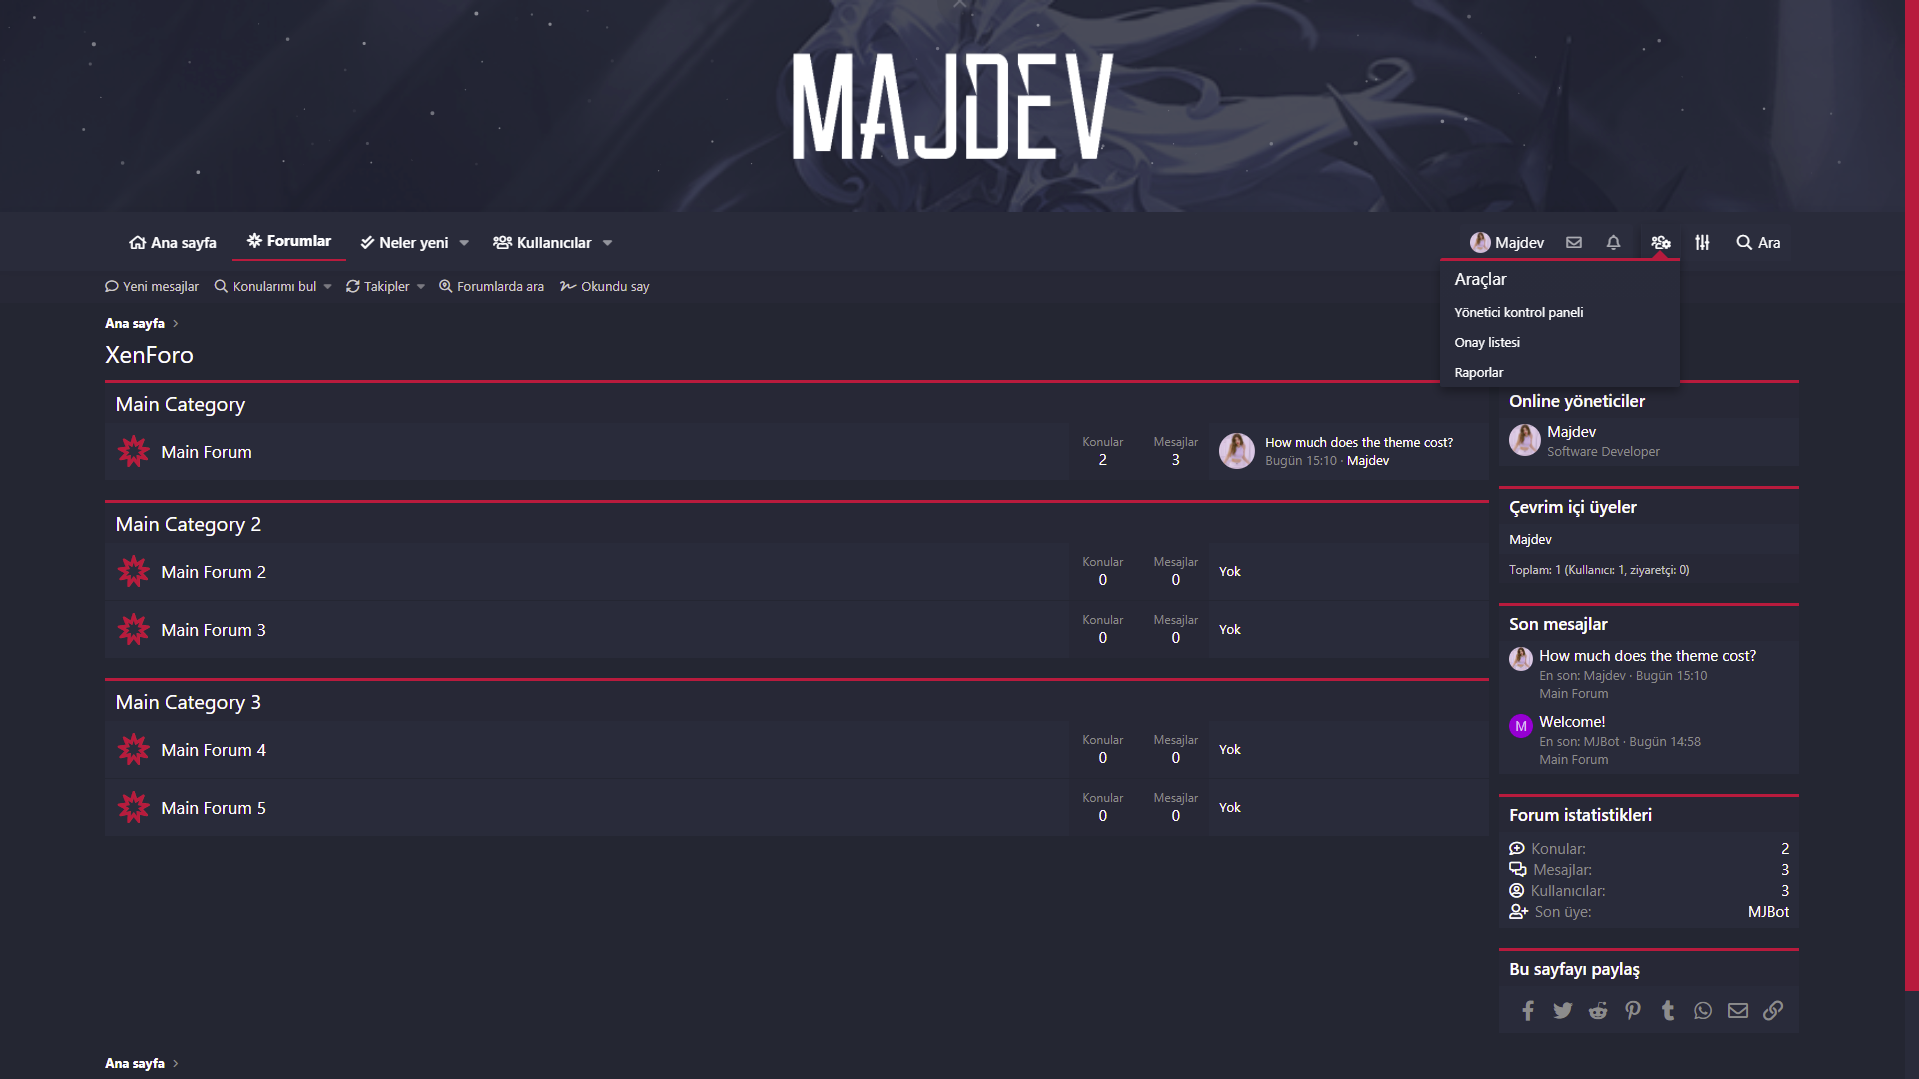 MAJDEV
Ana sayfa
Forumlar
Neler yeni
Kullanıcılar
Majdev
Ara
Yeni mesajlar
Konularımı bul
Takipler
Forumlarda ara
Okundu say
Araçlar
Yönetici kontrol paneli
Onay listesi
Raporlar
Ana sayfa
XenForo
Main Category
Main Forum
Konular
2
Mesajlar
3
How much does the theme cost?
Bugün 15:10 · Majdev
Main Category 2
Main Forum 2
Konular
0
Mesajlar
0
Yok
Main Forum 3
Konular
0
Mesajlar
0
Yok
Main Category 3
Main Forum 4
Konular
0
Mesajlar
0
Yok
Main Forum 5
Konular
0
Mesajlar
0
Yok
Online yöneticiler
Majdev
Software Developer
Çevrim içi üyeler
Majdev
Toplam: 1 (Kullanıcı: 1, ziyaretçi: 0)
Son mesajlar
How much does the theme cost?
En son: Majdev · Bugün 15:10
Main Forum
M
Welcome!
En son: MJBot · Bugün 14:58
Main Forum
Forum istatistikleri
Konular: 2
Mesajlar: 3
Kullanıcılar: 3
Son üye: MJBot
Bu sayfayı paylaş
Ana sayfa